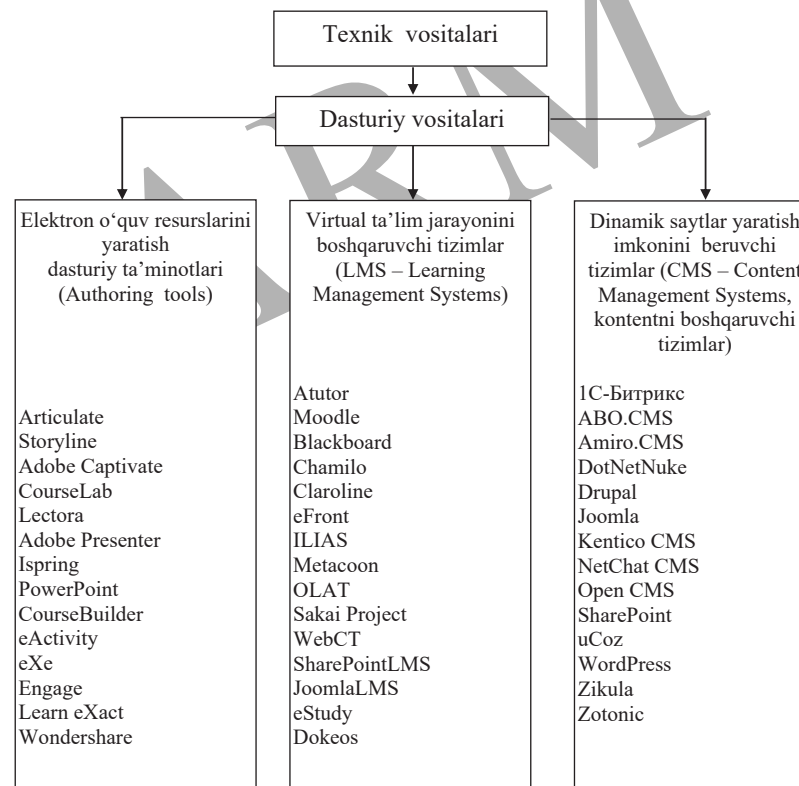 Texnik vositalari
Dasturiy vositalari
Elektron o‘quv resurslarini
yaratish
dasturiy ta’minotlari
(Authoring tools)
Articulate
Storyline
Adobe Captivate
CourseLab
Lectora
Adobe Presenter
Ispring
PowerPoint
CourseBuilder
eActivity
eXe
Engage
Learn eXact
Wondershare
Virtual ta’lim jarayonini
boshqaruvchi tizimlar
(LMS – Learning
Management Systems)
Atutor
Moodle
Blackboard
Chamilo
Claroline
eFront
ILIAS
Metacoon
OLAT
Sakai Project
WebCT
SharePointLMS
JoomlaLMS
eStudy
Dokeos
Dinamik saytlar yaratish
imkonini beruvchi
tizimlar (CMS – Content
Management Systems,
kontentni boshqaruvchi
tizimlar)
1С-Битрикс
ABO.CMS
Amiro.CMS
DotNetNuke
Drupal
Joomla
Kentico CMS
NetChat CMS
Open CMS
SharePoint
uCoz
WordPress
Zikula
Zotonic
ARM